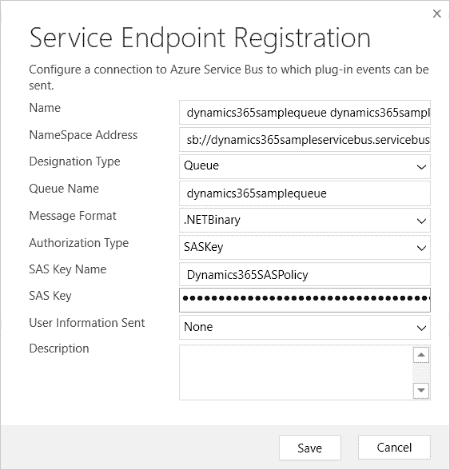 Service Endpoint Registration
Configure a connection to Azure Service Bus to which plug-in events can be
sent.
Name dynamics365samplequeue dynamics365sampl
NameSpace Address sb://dynamics365sampleservicebus.servicebus
Designation Type Queue
Queue Name dynamics365samplequeue
Message Format .NETBinary
Authorization Type SASKey
SAS Key Name Dynamics365SASPolicy
SAS Key ••••••••••••••••••••••••••••••••••••
User Information Sent None
Description
Save Cancel